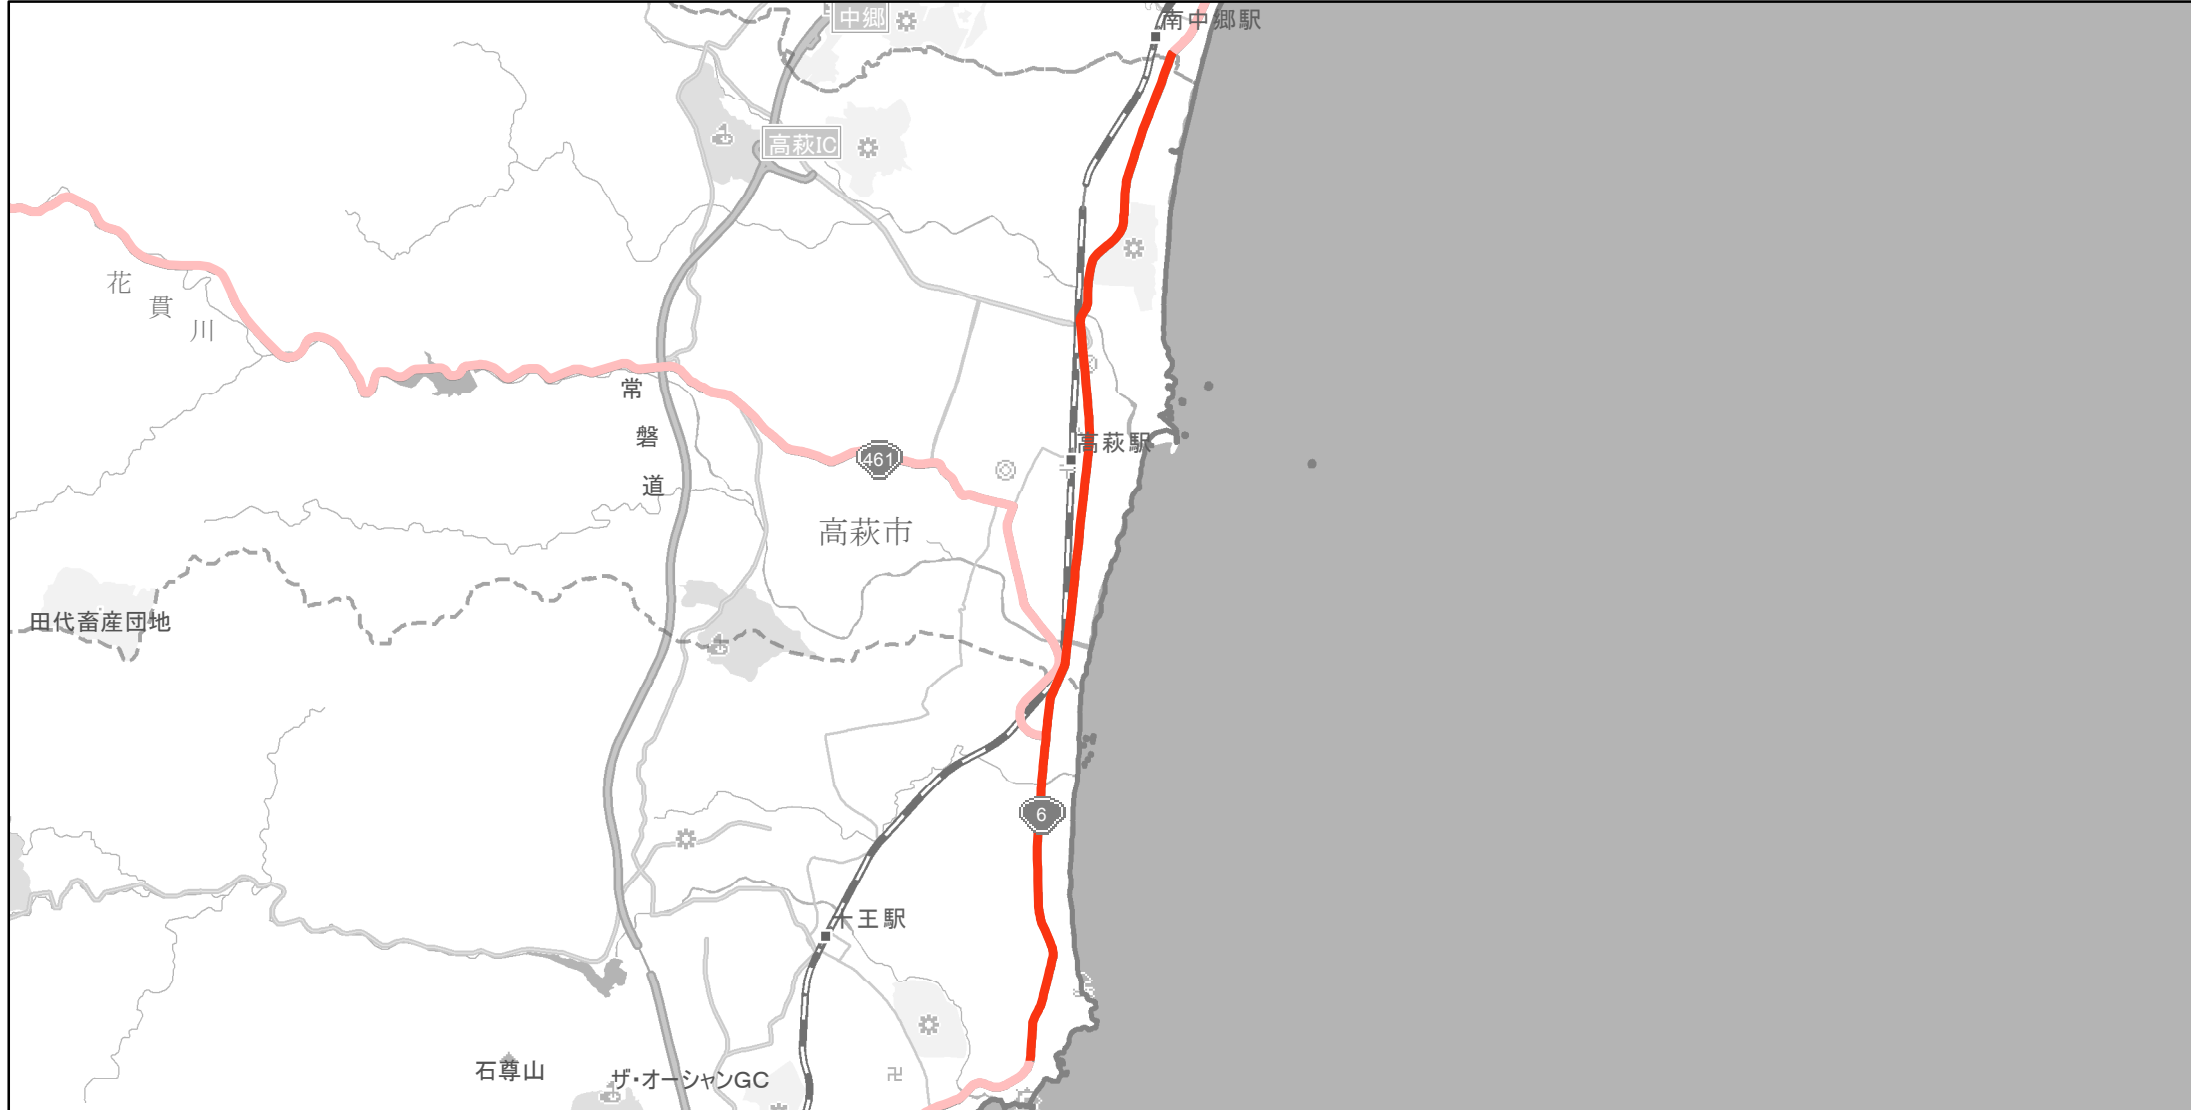 中郷
南中郷駅
高萩IC
花貫川
常磐道
461
高萩駅
高萩市
田代畜産団地
6
十王駅
石尊山
ザ・オーシャンGC